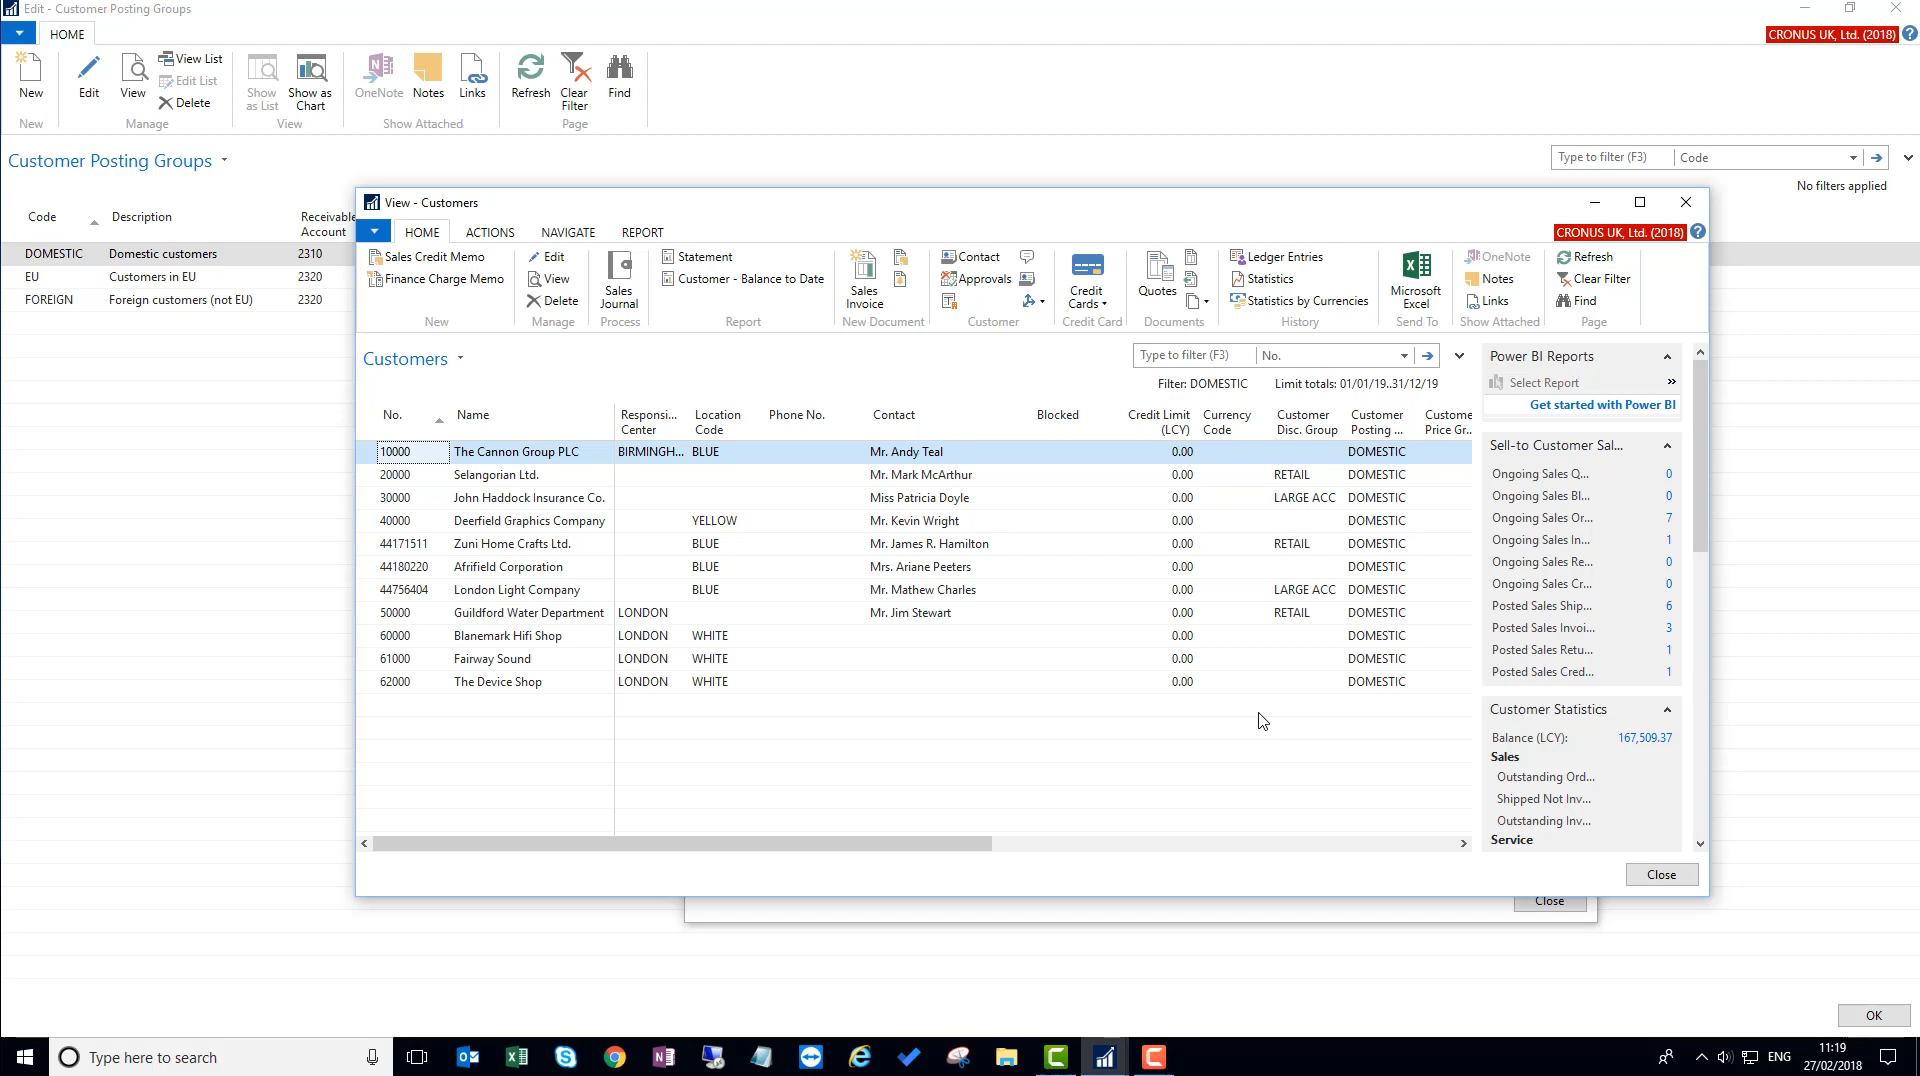 Edit - Customer Posting Groups
HOME
CRONUS UK, Ltd. (2018)
New
Edit
View
View List
Edit List
Delete
Show as List
Show as Chart
OneNote
Notes
Links
Refresh
Clear Filter
Find
New
Manage
View
Show Attached
Page
Customer Posting Groups
Type to filter (F3)
Code
No filters applied
Code
Description
Receivable Account
DOMESTIC Domestic customers 2310
EU Customers in EU 2320
FOREIGN Foreign customers (not EU) 2320
View - Customers
HOME ACTIONS NAVIGATE REPORT
CRONUS UK, Ltd. (2018)
Sales Credit Memo
Finance Charge Memo
New
Edit
View
Delete
Manage
Sales Journal
Process
Statement
Customer - Balance to Date
Report
Sales Invoice
New Document
Contact
Approvals
Customer
Credit Cards
Credit Card
Quotes
Documents
Ledger Entries
Statistics
Statistics by Currencies
History
Microsoft Excel
Send To
OneNote
Notes
Links
Show Attached
Refresh
Clear Filter
Find
Page
Customers
Type to filter (F3)
No.
Filter: DOMESTIC
Limit totals: 01/01/19..31/12/19
No. Name Responsi... Center Location Code Phone No. Contact Blocked Credit Limit (LCY) Currency Code Customer Disc. Group Customer Posting ... Custome Price Gr..
10000 The Cannon Group PLC BIRMINGH... BLUE Mr. Andy Teal 0.00 DOMESTIC
20000 Selangorian Ltd. Mr. Mark McArthur 0.00 RETAIL DOMESTIC
30000 John Haddock Insurance Co. Miss Patricia Doyle 0.00 LARGE ACC DOMESTIC
40000 Deerfield Graphics Company YELLOW Mr. Kevin Wright 0.00 DOMESTIC
44171511 Zuni Home Crafts Ltd. BLUE Mr. James R. Hamilton 0.00 RETAIL DOMESTIC
44180220 Afrifield Corporation BLUE Mrs. Ariane Peeters 0.00 DOMESTIC
44756404 London Light Company BLUE Mr. Mathew Charles 0.00 LARGE ACC DOMESTIC
50000 Guildford Water Department LONDON Mr. Jim Stewart 0.00 RETAIL DOMESTIC
60000 Blanemark Hifi Shop LONDON WHITE 0.00 DOMESTIC
61000 Fairway Sound LONDON WHITE 0.00 DOMESTIC
62000 The Device Shop LONDON WHITE 0.00 DOMESTIC
Power BI Reports
Select Report
Get started with Power BI
Sell-to Customer Sal...
Ongoing Sales Q... 0
Ongoing Sales Bl... 0
Ongoing Sales Or... 7
Ongoing Sales In... 1
Ongoing Sales Re... 0
Ongoing Sales Cr... 0
Posted Sales Ship... 6
Posted Sales Invoi... 3
Posted Sales Retu... 1
Posted Sales Cred... 1
Customer Statistics
Balance (LCY): 167,509.37
Sales
Outstanding Ord...
Shipped Not Inv...
Outstanding Inv...
Service
Close
Close
OK
Type here to search
ENG
11:19
27/02/2018